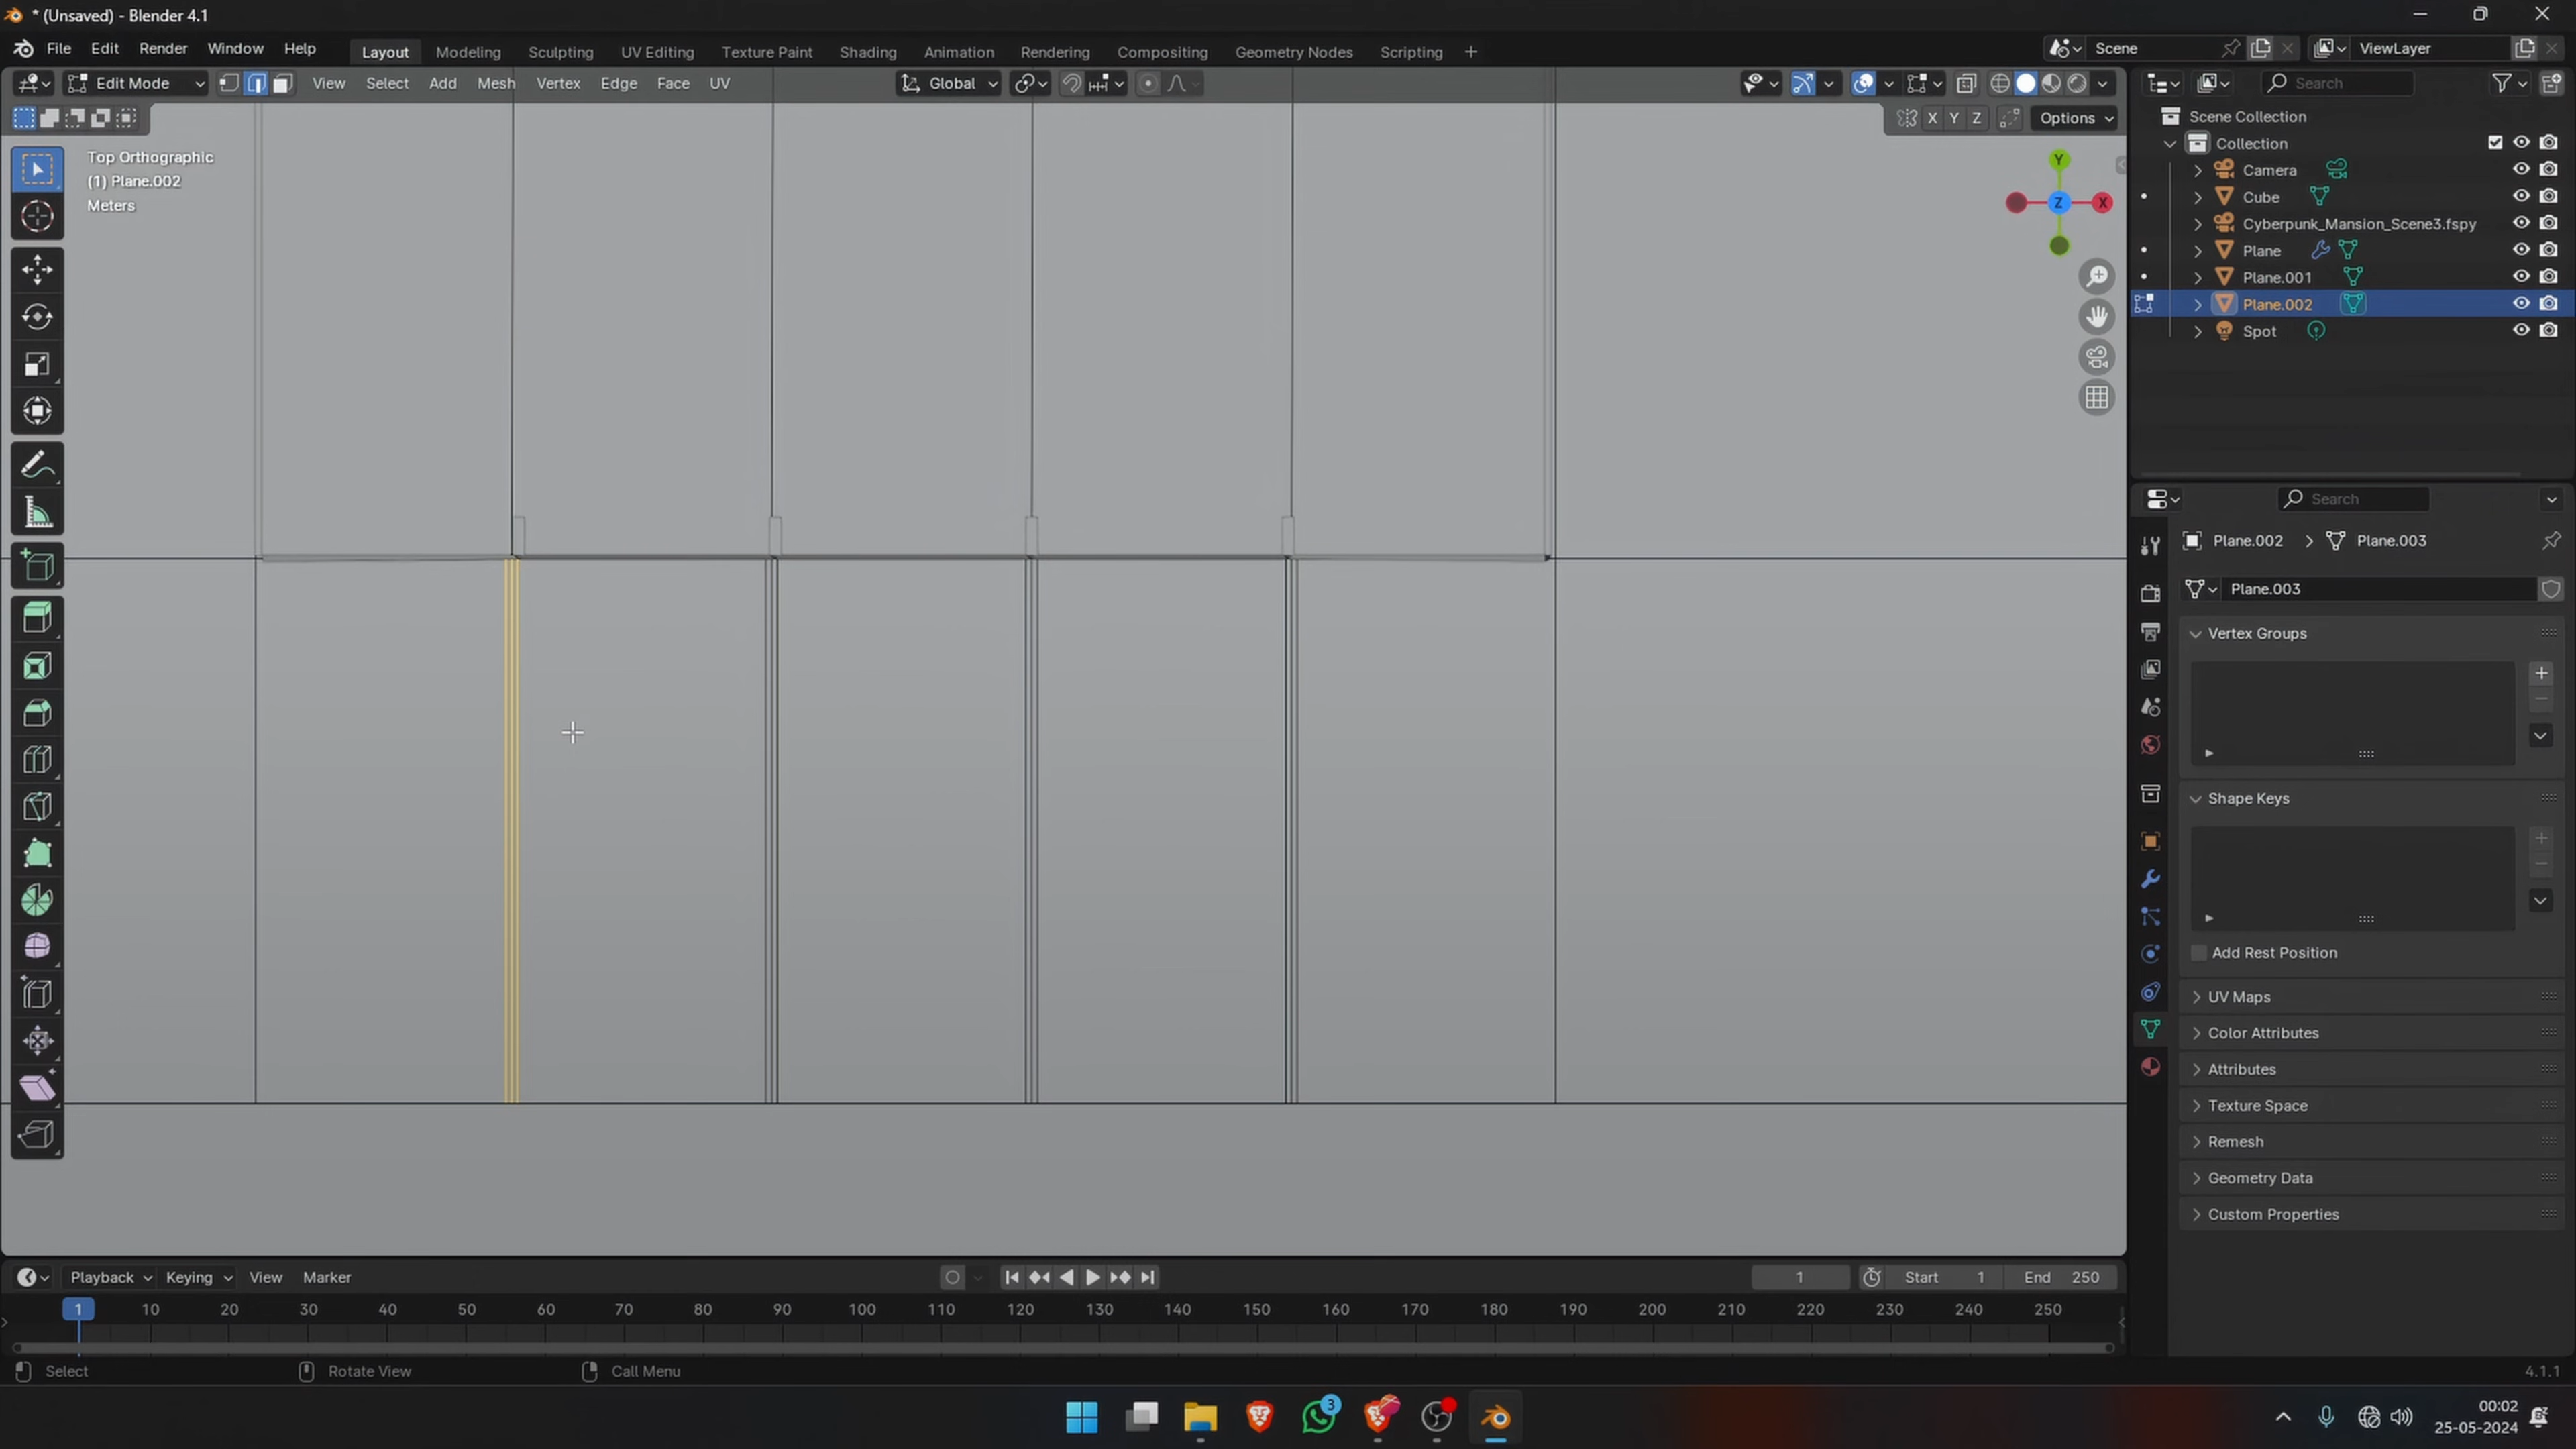 * (Unsaved) - Blender 4.1
File Edit Render Window Help Layout Modeling Sculpting UV Editing Texture Paint Shading Animation Rendering Compositing Geometry Nodes Scripting + Scene ViewLayer
Edit Mode View Select Add Mesh Vertex Edge Face UV Global Search
X Y Z Options
Scene Collection
Collection
Top Orthographic
(1) Plane.002
Meters
Y
X
Z
Camera
Cube
Cyberpunk_Mansion_Scene3.fspy
Plane
Plane.001
Plane.002
Spot
Search
Plane.002 > Plane.003
Plane.003
Vertex Groups
Shape Keys
Add Rest Position
UV Maps
Color Attributes
Attributes
Texture Space
Remesh
Geometry Data
Custom Properties
Playback Keying View Marker 1 Start 1 End 250
1 10 20 30 40 50 60 70 80 90 100 110 120 130 140 150 160 170 180 190 200 210 220 230 240 250
Select Rotate View Call Menu 4.1.1
3
00:02
25-05-2024